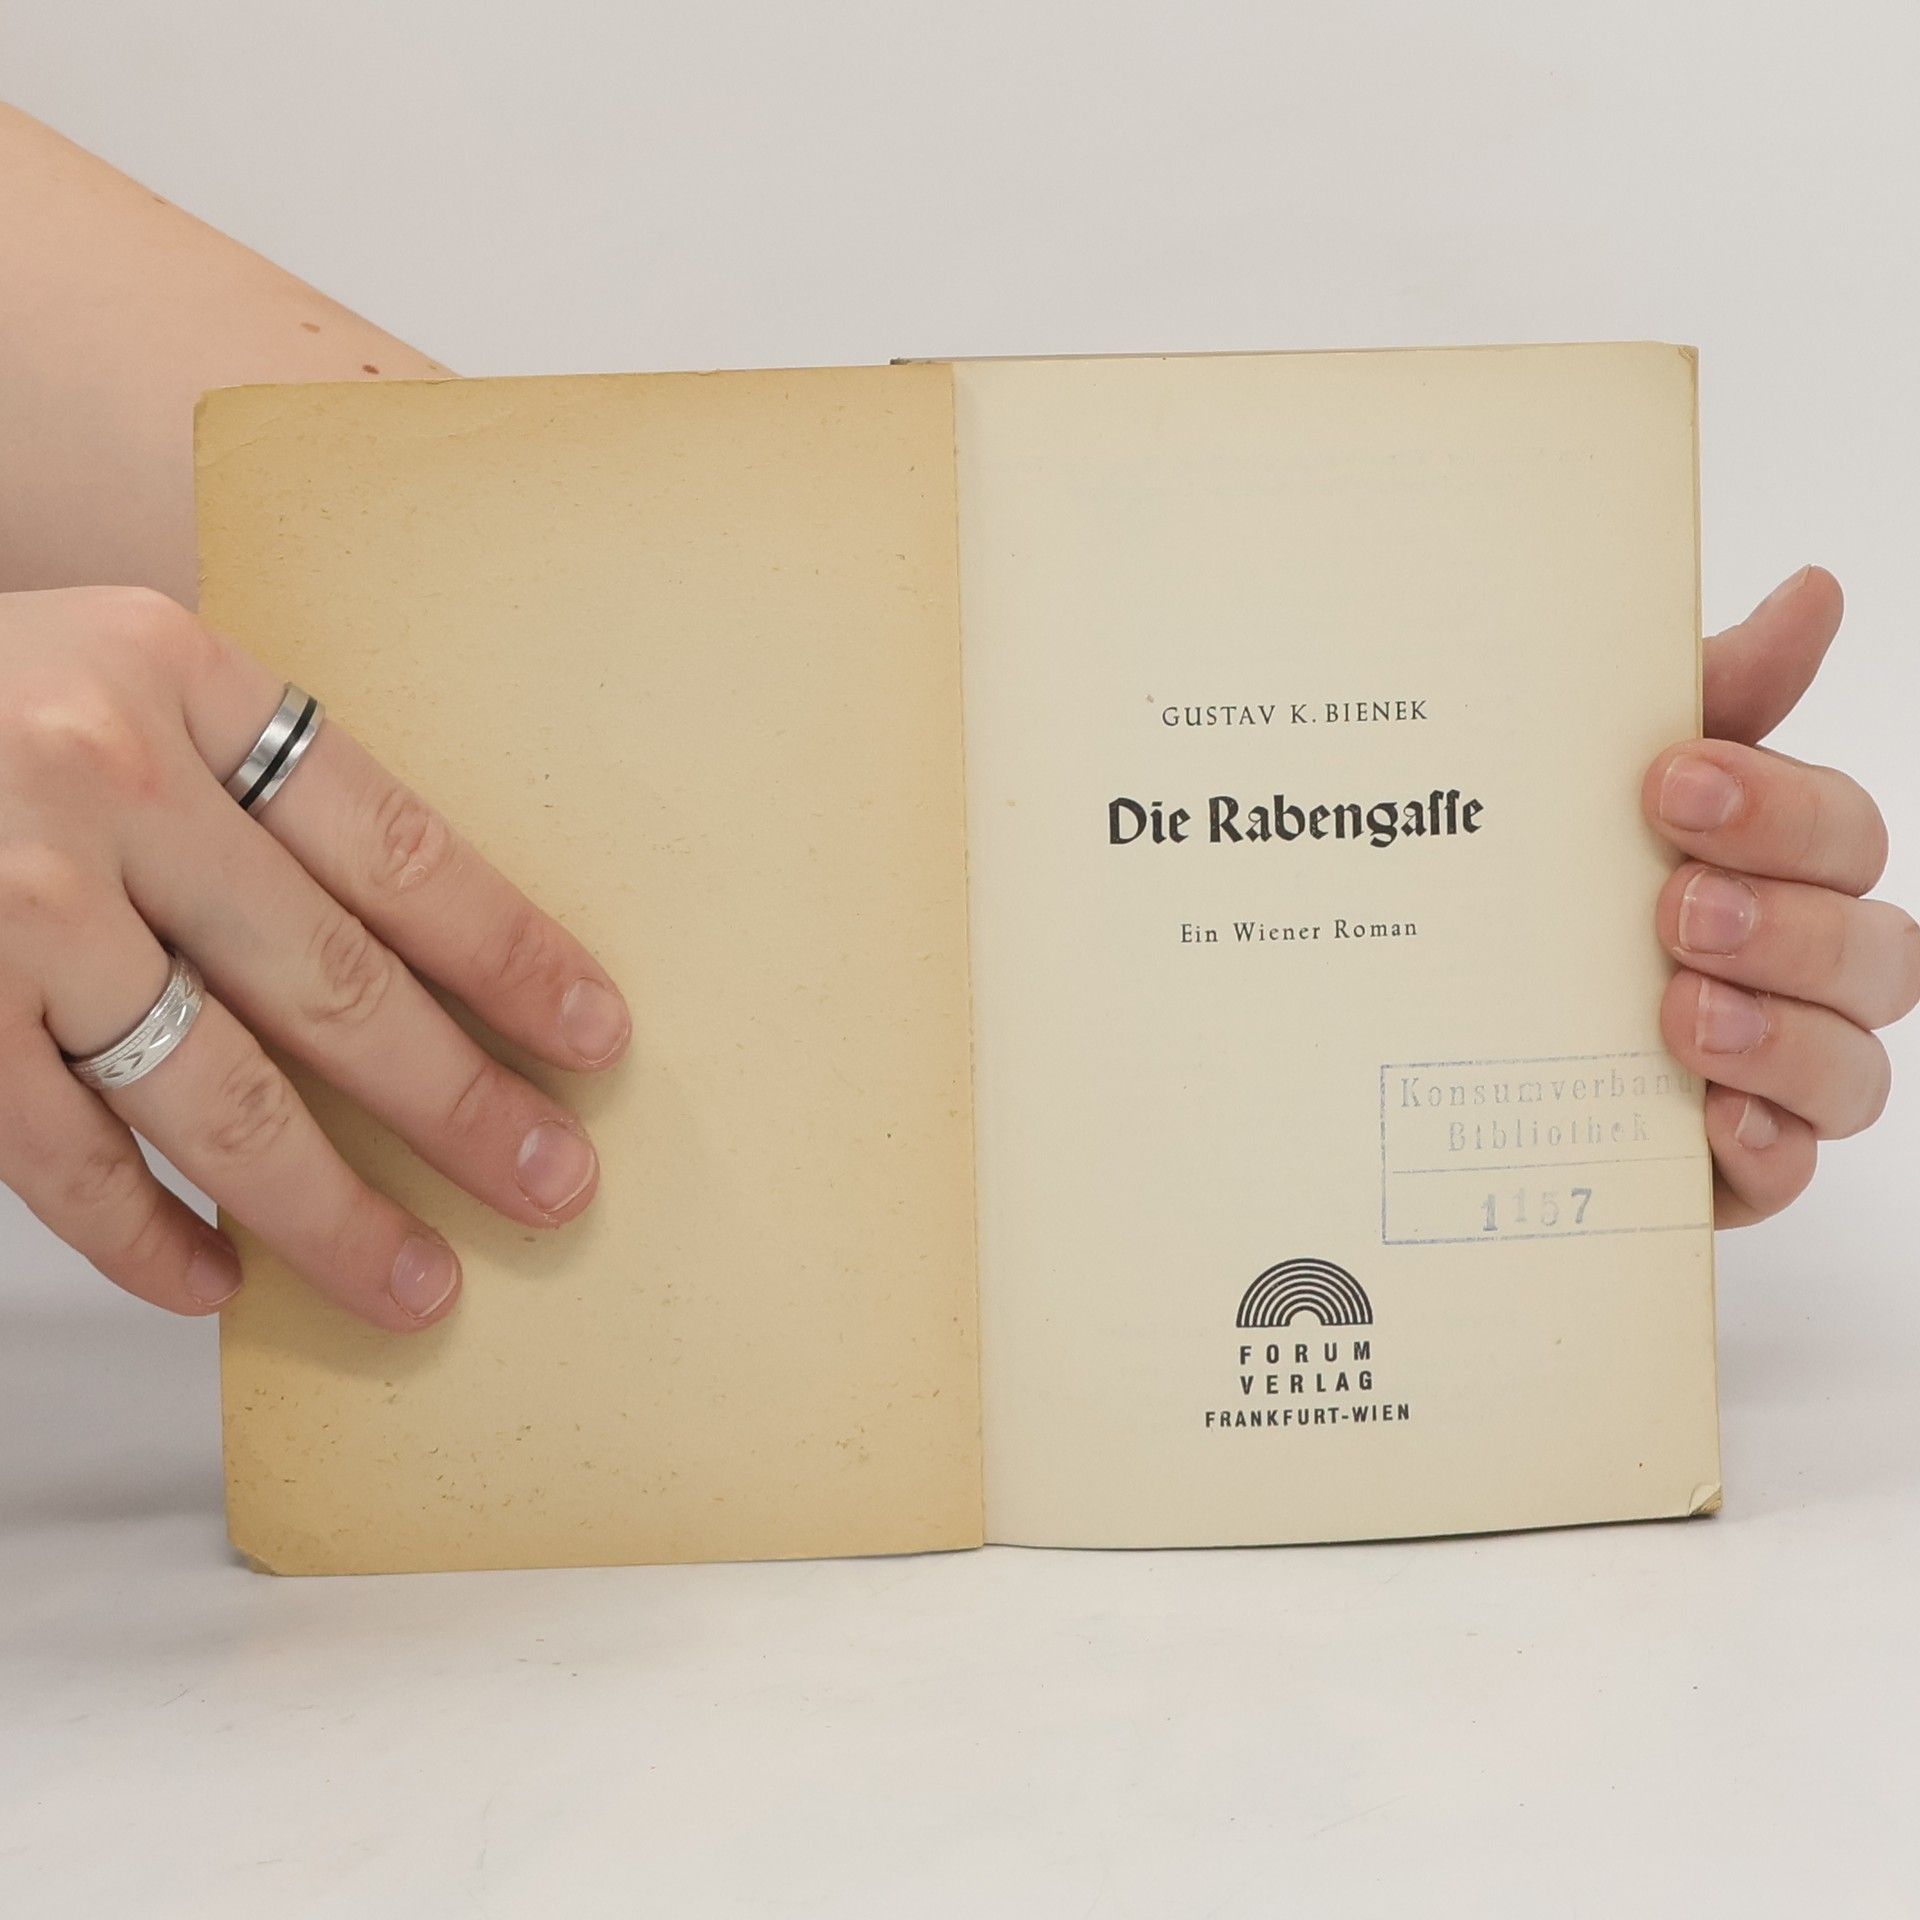 GUSTAV K. BIENEK
Die Rabengaſſe
Ein Wiener Roman
Konsumverband
Bibliothek
1157
FORUM
VERLAG
FRANKFURT-WIEN